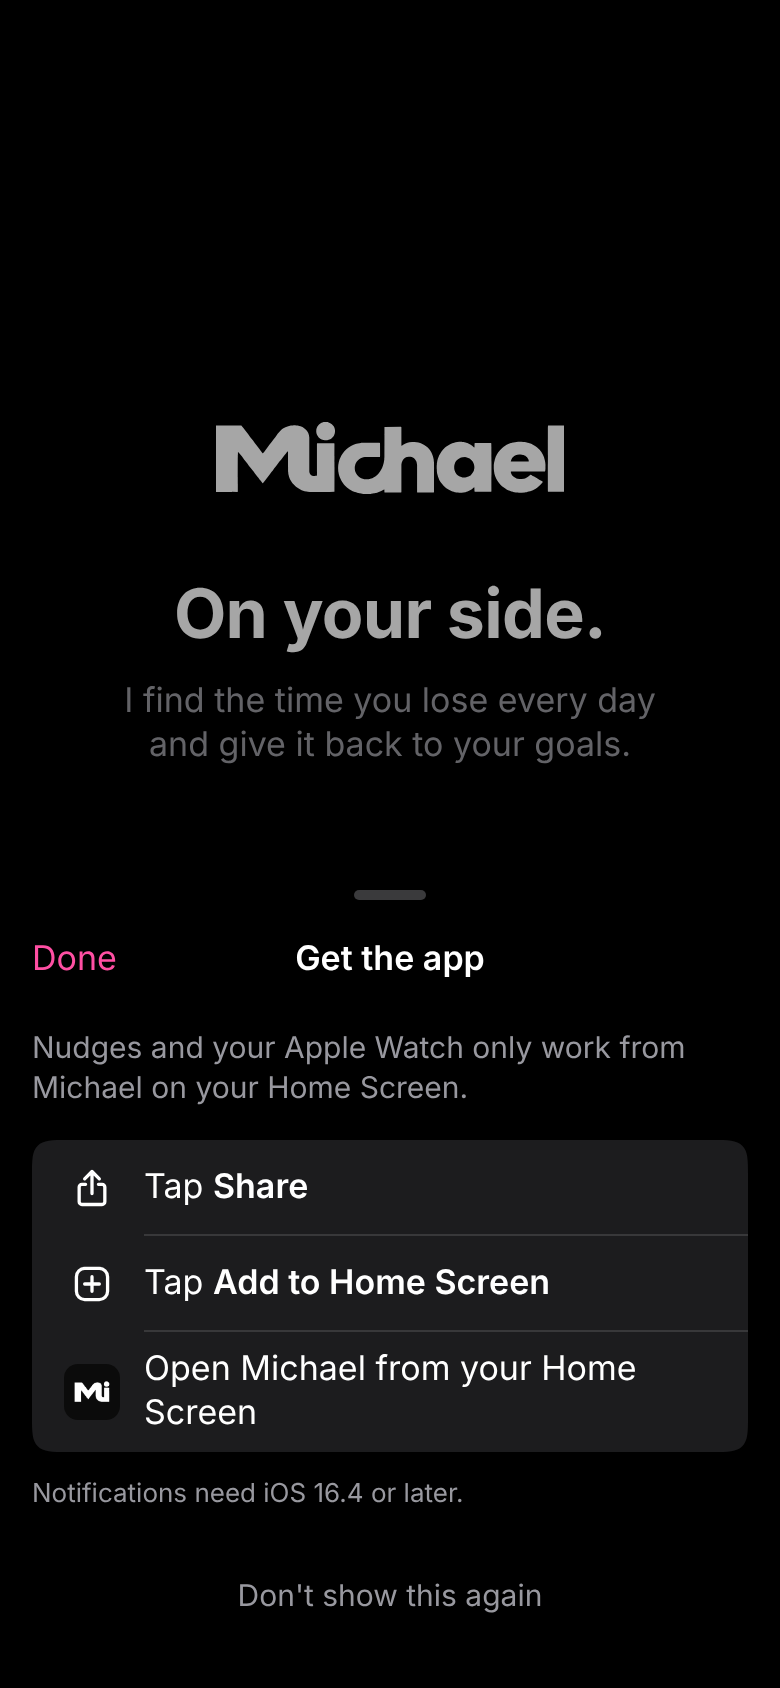 Michael
On your side.
I find the time you lose every day
and give it back to your goals.
Done
Get the app
Nudges and your Apple Watch only work from
Michael on your Home Screen.
Tap Share
Tap Add to Home Screen
Mi
Open Michael from your Home
Screen
Notifications need iOS 16.4 or later.
Don't show this again